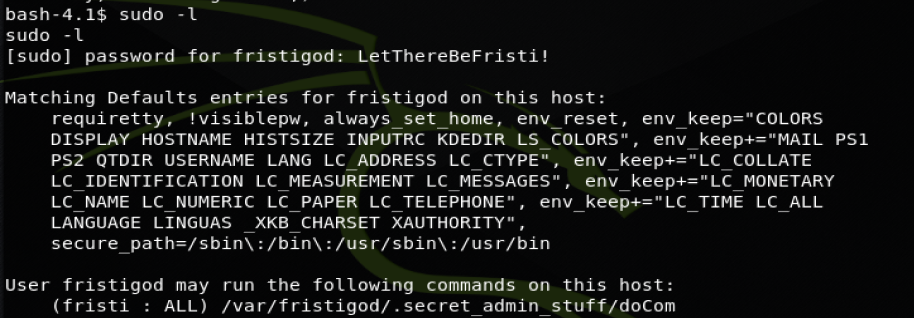 bash-4.1$ sudo -l
sudo -l
[sudo] password for fristigod: LetThereBeFristi!
Matching Defaults entries for fristigod on this host:
requiretty, !visiblepw, always_set_home, env_reset, env_keep="COLORS
DISPLAY HOSTNAME HISTSIZE INPUTRC KDEDIR LS_COLORS", env_keep+="MAIL PS1
PS2 QTDIR USERNAME LANG LC_ADDRESS LC_CTYPE", env_keep+="LC_COLLATE
LC_IDENTIFICATION LC_MEASUREMENT LC_MESSAGES", env_keep+="LC_MONETARY
LC_NAME LC_NUMERIC LC_PAPER LC_TELEPHONE", env_keep+="LC_TIME LC_ALL
LANGUAGE LINGUAS _XKB_CHARSET XAUTHORITY",
secure_path=/sbin\:/bin\:/usr/sbin\:/usr/bin
User fristigod may run the following commands on this host:
(fristi : ALL) /var/fristigod/.secret_admin_stuff/doCom